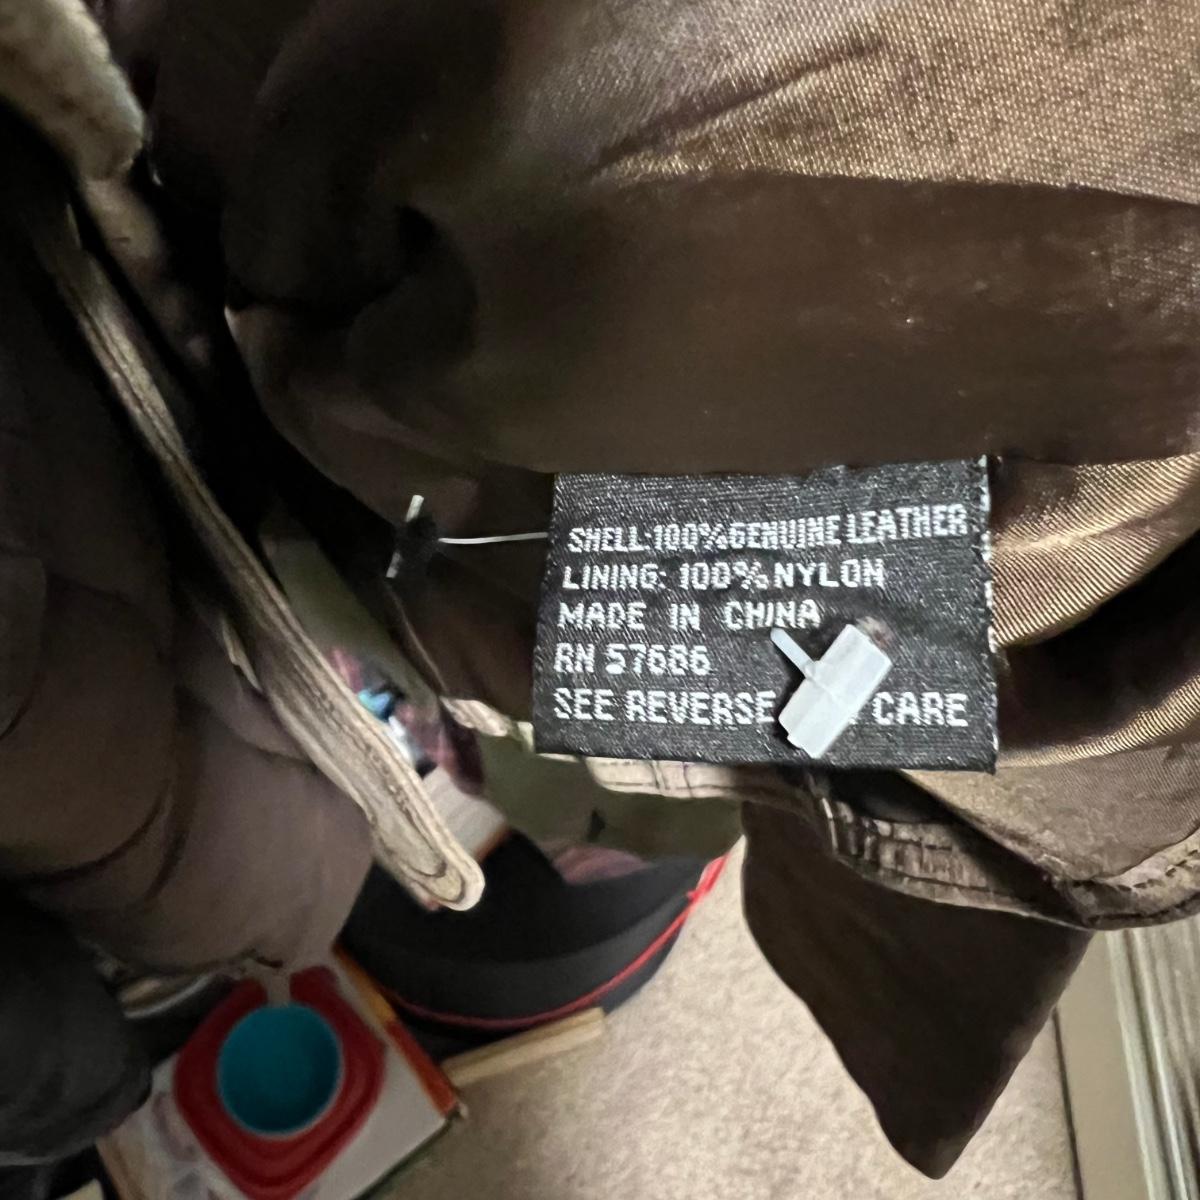 SHELL:100%GENUINE LEATHER
LINING: 100% NYLON
MADE IN CHINA
RN 57686
SEE REVERSE CARE